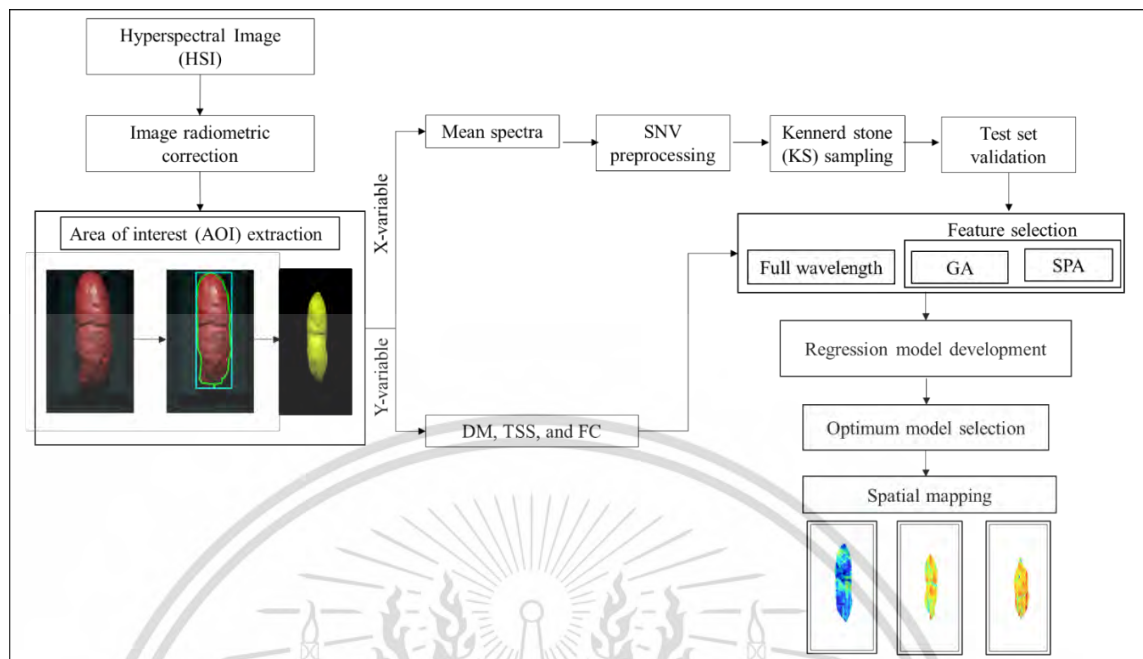 Hyperspectral Image
(HSI)
Image radiometric
correction
Area of interest (AOI) extraction
X-variable
Y-variable
Mean spectra
SNV
preprocessing
Kennerd stone
(KS) sampling
Test set
validation
Feature selection
Full wavelength
GA
SPA
DM, TSS, and FC
Regression model development
Optimum model selection
Spatial mapping